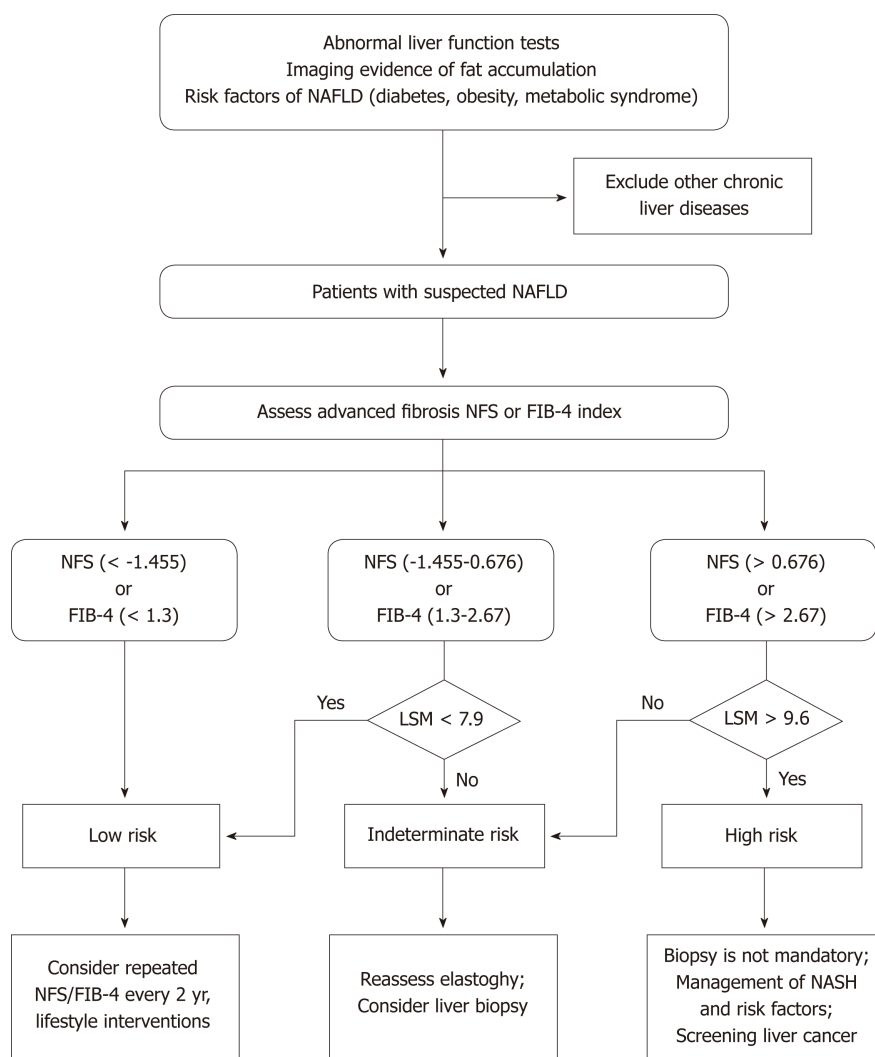 Abnormal liver function tests
Imaging evidence of fat accumulation
Risk factors of NAFLD (diabetes, obesity, metabolic syndrome)
Exclude other chronic
liver diseases
Patients with suspected NAFLD
Assess advanced fibrosis NFS or FIB-4 index
NFS (< -1.455)
or
FIB-4 (< 1.3)
NFS (-1.455-0.676)
or
FIB-4 (1.3-2.67)
NFS (> 0.676)
or
FIB-4 (> 2.67)
Yes
LSM < 7.9
No
No
LSM > 9.6
Yes
Low risk
Indeterminate risk
High risk
Consider repeated
NFS/FIB-4 every 2 yr,
lifestyle interventions
Reassess elastoghy;
Consider liver biopsy
Biopsy is not mandatory;
Management of NASH
and risk factors;
Screening liver cancer